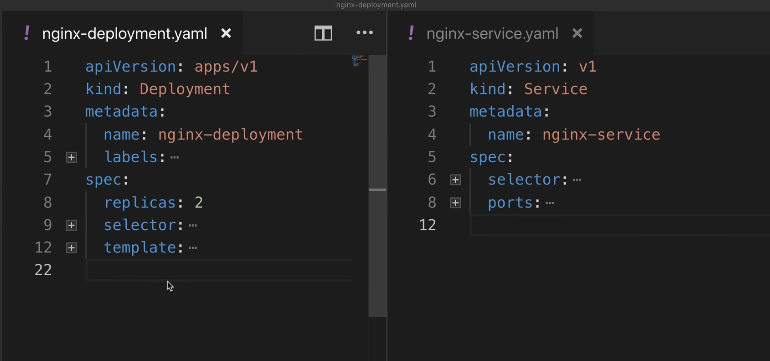 nginx-deployment.yaml
! nginx-deployment.yaml ×
1 apiVersion: apps/v1
2 kind: Deployment
3 metadata:
4 name: nginx-deployment
5 labels:⋯
7 spec:
8 replicas: 2
9 selector:⋯
12 template:⋯
22
! nginx-service.yaml ×
1 apiVersion: v1
2 kind: Service
3 metadata:
4 name: nginx-service
5 spec:
6 selector:⋯
8 ports:⋯
12